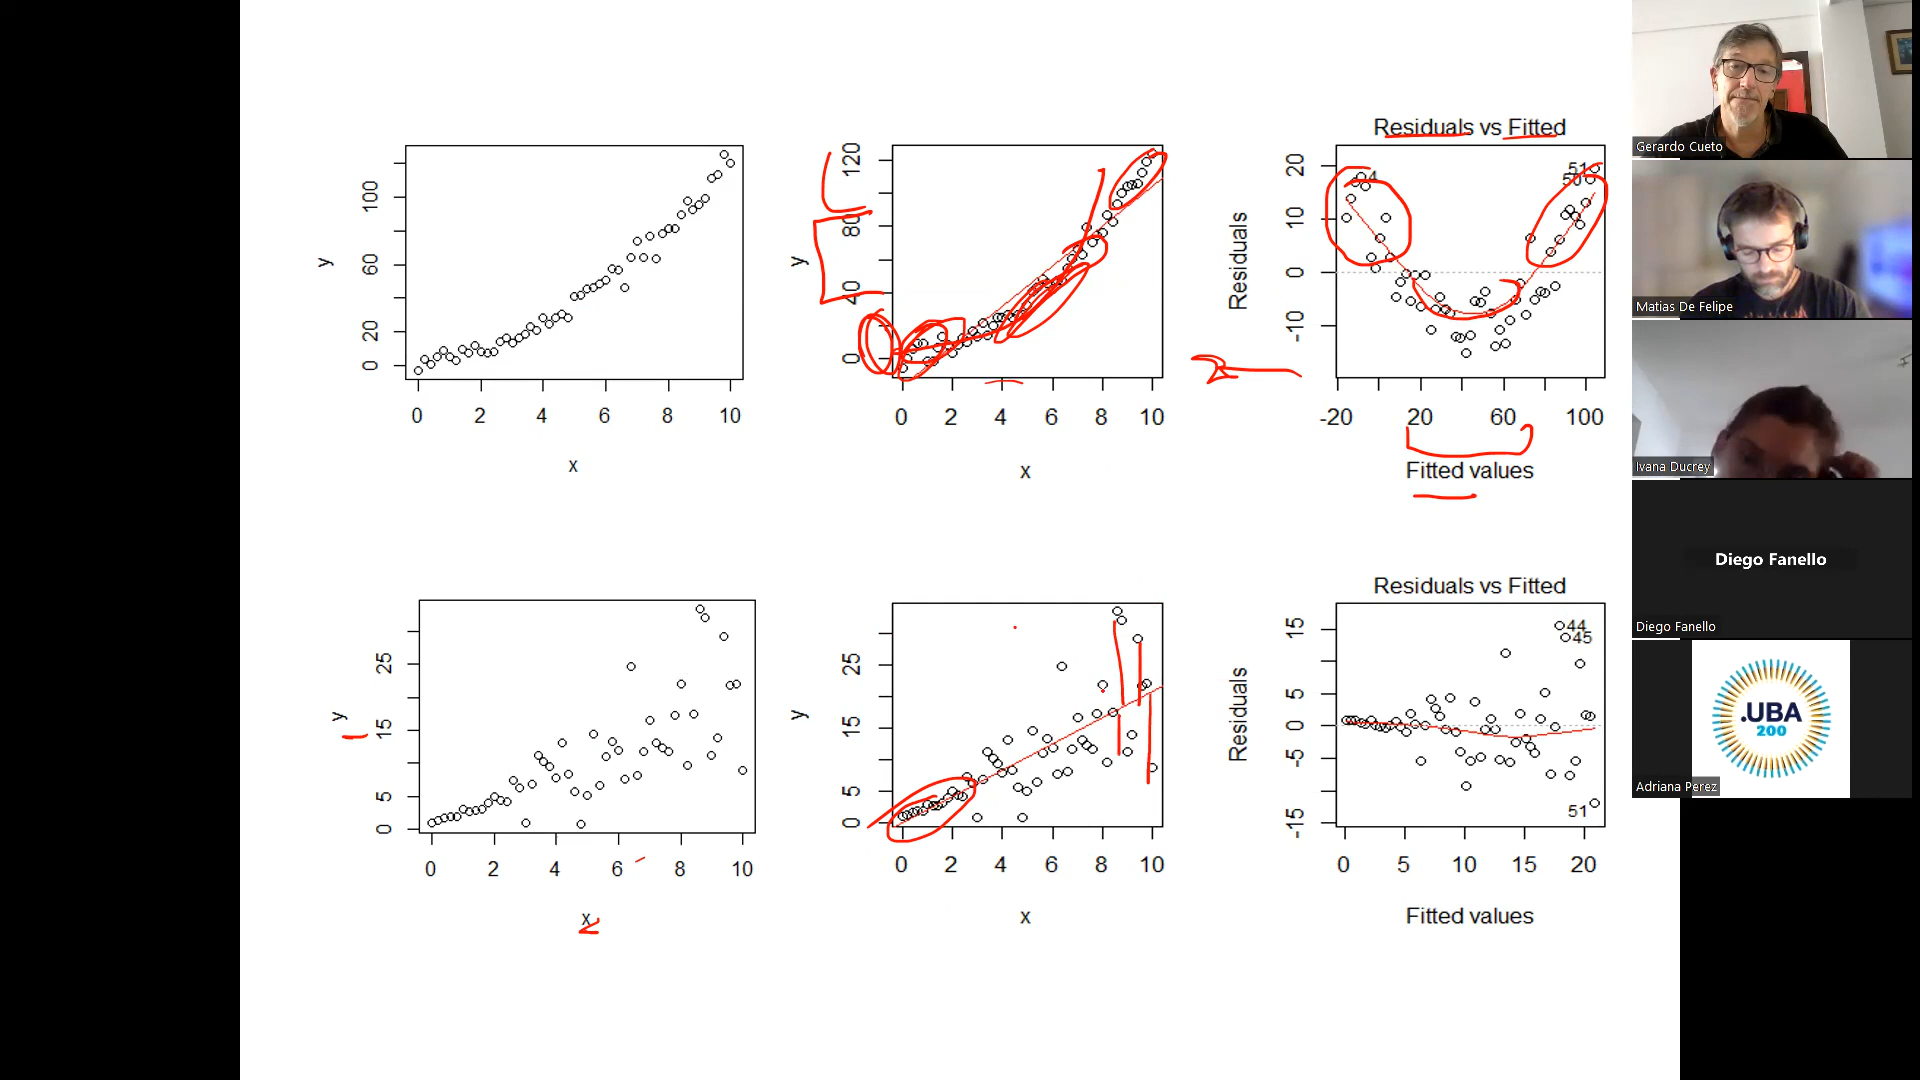 Residuals vs Fitted
y
0 20 60 100
0 2 4 6 8 10
x
y
0 40 80 120
0 2 4 6 8 10
x
Residuals
-10 0 10 20
51
-20 20 60 100
Fitted values
y
0 5 15 25
0 2 4 6 8 10
x
y
0 5 15 25
0 2 4 6 8 10
x
Residuals vs Fitted
Residuals
-15 -5 0 5 15
44
45
51
0 5 10 15 20
Fitted values
Gerardo Cueto
Matias De Felipe
Ivana Ducrey
Diego Fanello
Diego Fanello
.UBA
200
Adriana Perez